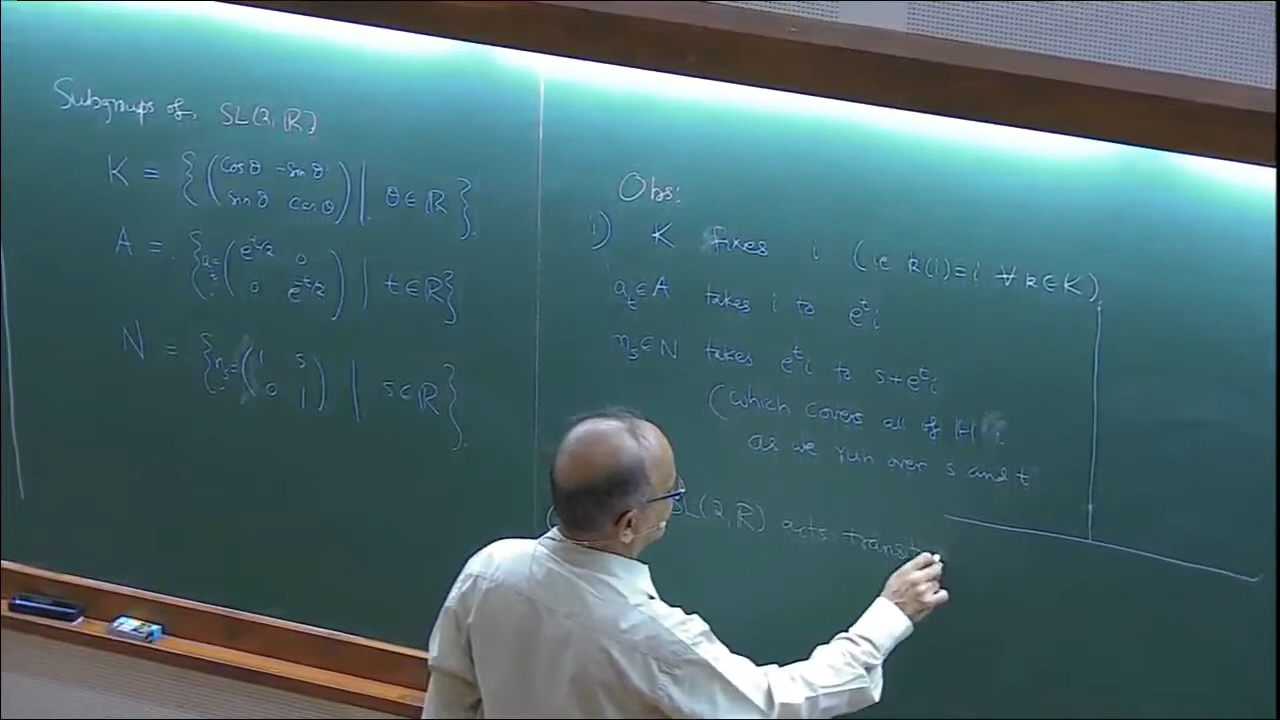 Subgroups of SL(2, ℝ)
K = { ( cos θ -sin θ
sin θ cos θ ) | θ ∈ ℝ }.
A = { a_t = ( e^{t/2} 0
0 e^{-t/2} ) | t ∈ ℝ }
N = { n_s = ( 1 s
0 1 ) | s ∈ ℝ }.
Obs:
1) K fixes i (ie k(i) = i ∀ k ∈ K).
a_t ∈ A takes i to e^t i
n_s ∈ N takes e^t i to s + e^t i
(which covers all of ℍ
as we run over s and t
SL(2, ℝ) acts transit